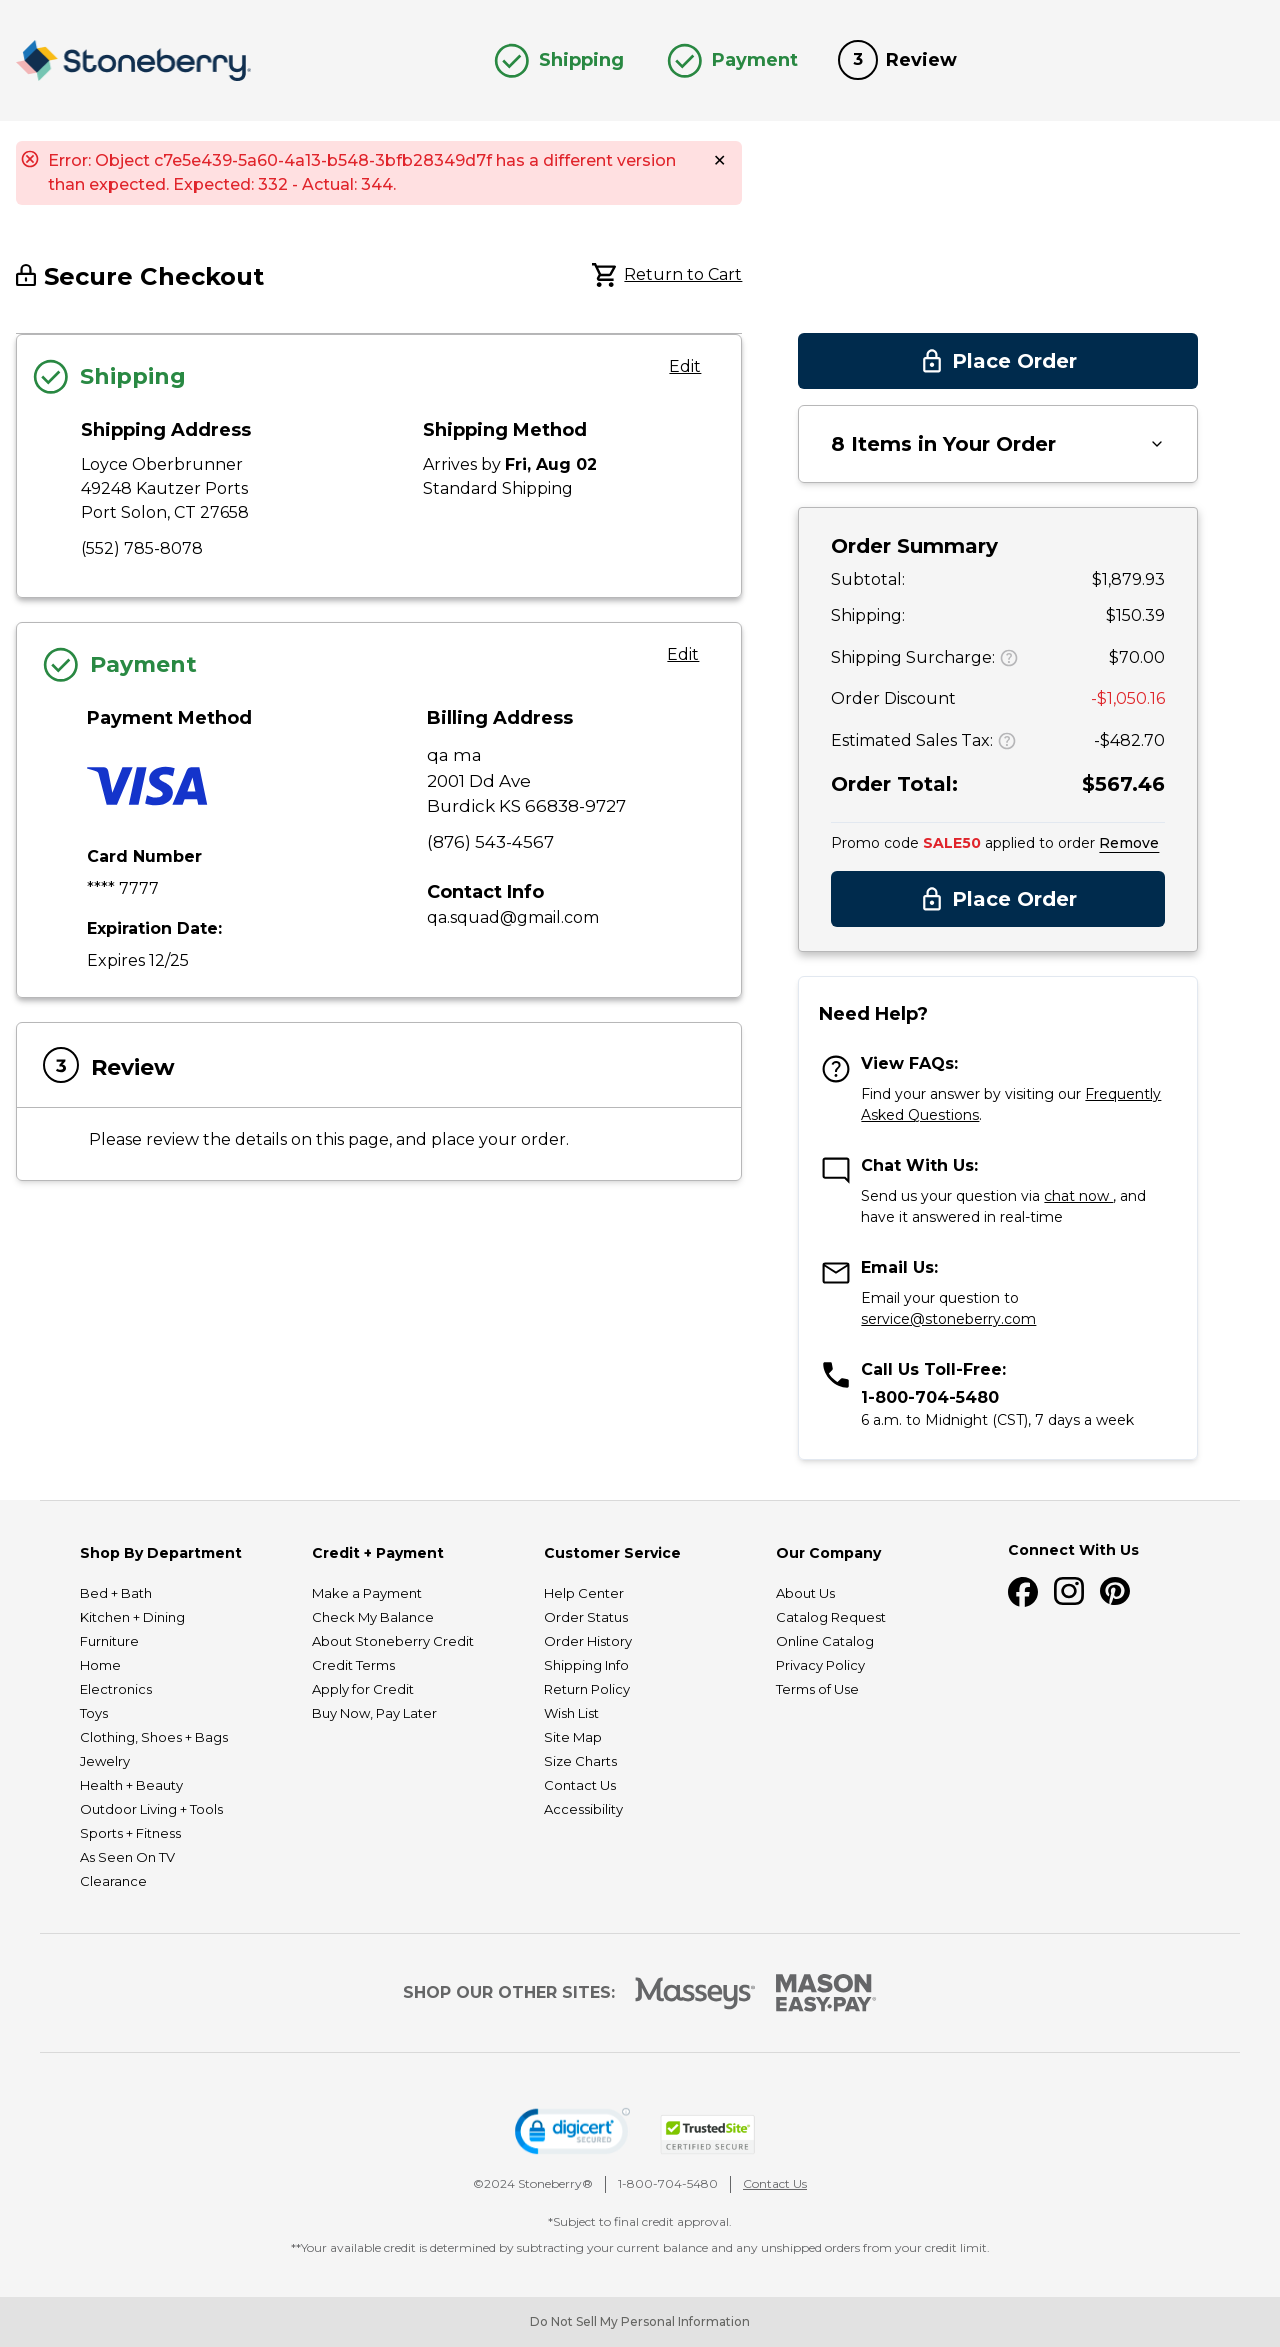 Stoneberry.
Shipping
Payment
3 Review
Error: Object c7e5e439-5a60-4a13-b548-3bfb28349d7f has a different version
than expected. Expected: 332 - Actual: 344.
Secure Checkout
Return to Cart
Shipping
Edit
Shipping Address
Loyce Oberbrunner
49248 Kautzer Ports
Port Solon, CT 27658
(552) 785-8078
Shipping Method
Arrives by Fri, Aug 02
Standard Shipping
Payment
Edit
Payment Method
VISA
Card Number
**** 7777
Expiration Date:
Expires 12/25
Billing Address
qa ma
2001 Dd Ave
Burdick KS 66838-9727
(876) 543-4567
Contact Info
qa.squad@gmail.com
3 Review
Please review the details on this page, and place your order.
Place Order
8 Items in Your Order
Order Summary
Subtotal: $1,879.93
Shipping: $150.39
Shipping Surcharge: $70.00
Order Discount -$1,050.16
Estimated Sales Tax: -$482.70
Order Total: $567.46
Promo code SALE50 applied to order Remove
Place Order
Need Help?
View FAQs:
Find your answer by visiting our Frequently
Asked Questions.
Chat With Us:
Send us your question via chat now , and
have it answered in real-time
Email Us:
Email your question to
service@stoneberry.com
Call Us Toll-Free:
1-800-704-5480
6 a.m. to Midnight (CST), 7 days a week
Shop By Department
Bed + Bath
Kitchen + Dining
Furniture
Home
Electronics
Toys
Clothing, Shoes + Bags
Jewelry
Health + Beauty
Outdoor Living + Tools
Sports + Fitness
As Seen On TV
Clearance
Credit + Payment
Make a Payment
Check My Balance
About Stoneberry Credit
Credit Terms
Apply for Credit
Buy Now, Pay Later
Customer Service
Help Center
Order Status
Order History
Shipping Info
Return Policy
Wish List
Site Map
Size Charts
Contact Us
Accessibility
Our Company
About Us
Catalog Request
Online Catalog
Privacy Policy
Terms of Use
Connect With Us
SHOP OUR OTHER SITES:
Masseys®
MASON
EASY·PAY®
digicert®
SECURED
TrustedSite®
CERTIFIED SECURE
©2024 Stoneberry® | 1-800-704-5480 | Contact Us
*Subject to final credit approval.
**Your available credit is determined by subtracting your current balance and any unshipped orders from your credit limit.
Do Not Sell My Personal Information